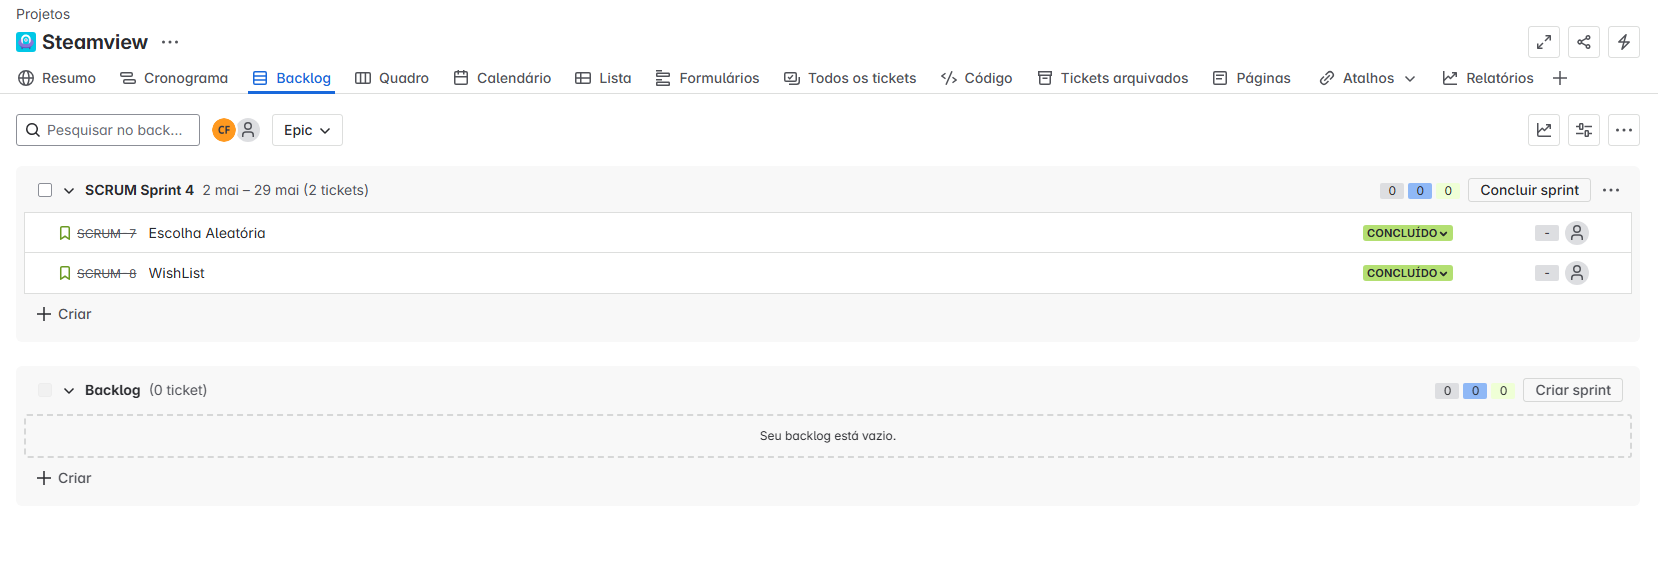 Projetos
Steamview
Resumo Cronograma Backlog Quadro Calendário Lista Formulários Todos os tickets Código Tickets arquivados Páginas Atalhos Relatórios
Pesquisar no back... CF Epic
SCRUM Sprint 4 2 mai – 29 mai (2 tickets) 0 0 0 Concluir sprint
SCRUM-7 Escolha Aleatória CONCLUÍDO -
SCRUM-8 WishList CONCLUÍDO -
Criar
Backlog (0 ticket) 0 0 0 Criar sprint
Seu backlog está vazio.
Criar